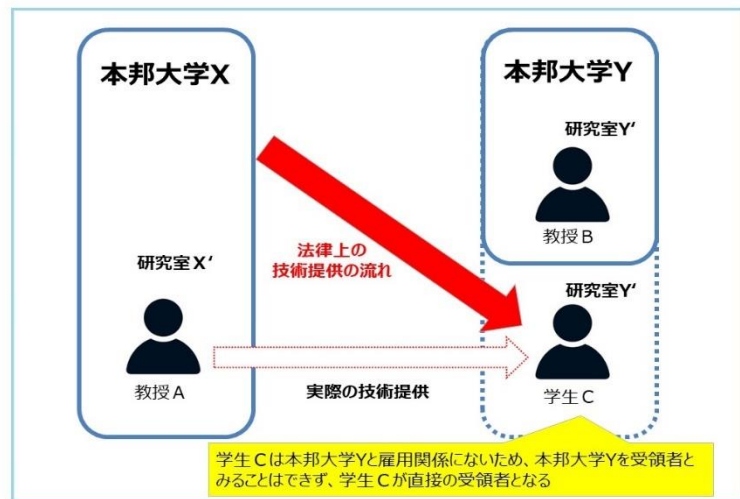 本邦大学X
本邦大学Y
研究室Y‘
教授B
法律上の
技術提供の流れ
研究室X’
研究室Y‘
教授A
実際の技術提供
学生C
学生Cは本邦大学Yと雇用関係にないため、本邦大学Yを受領者と
みることはできず、学生Cが直接の受領者となる